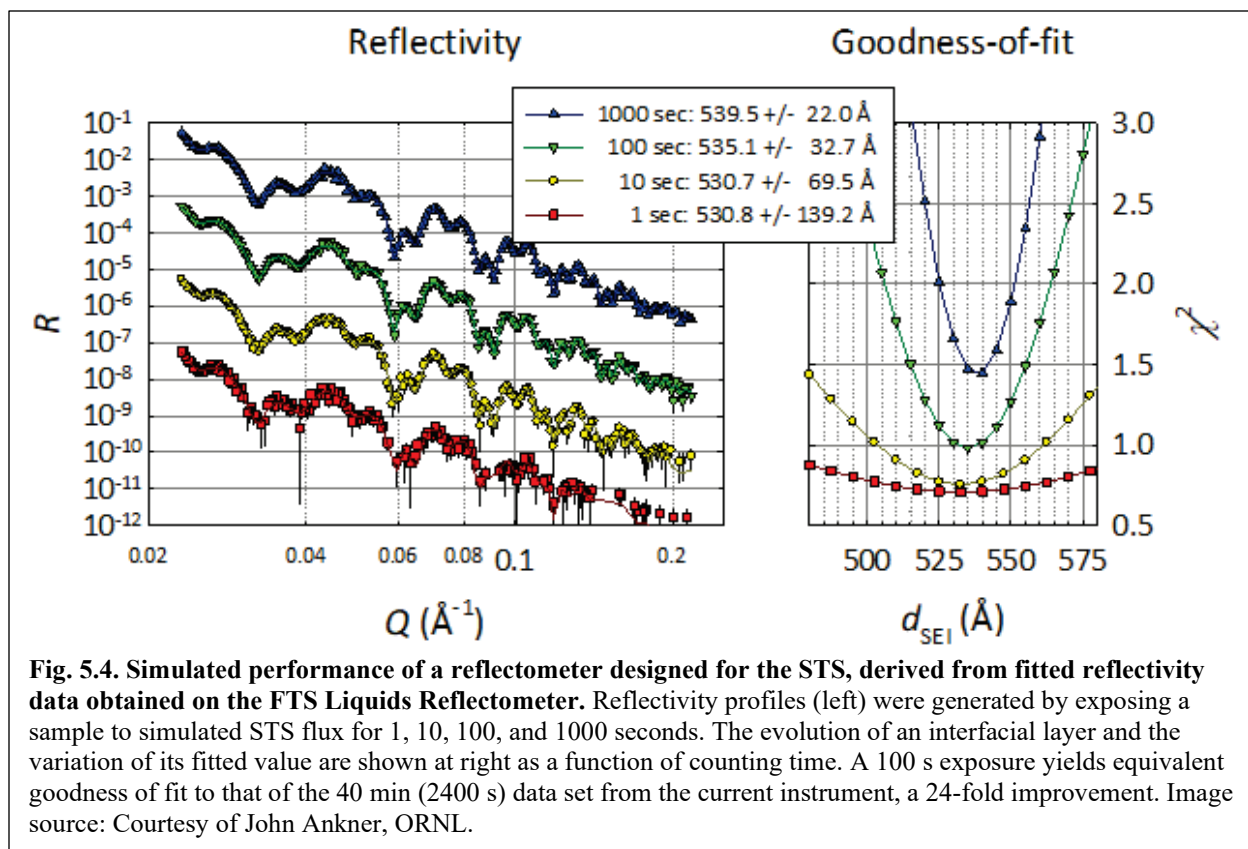 Reflectivity
Goodness-of-fit
1000 sec: 539.5 +/- 22.0 Å
100 sec: 535.1 +/- 32.7 Å
10 sec: 530.7 +/- 69.5 Å
1 sec: 530.8 +/- 139.2 Å
10⁻¹
10⁻²
10⁻³
10⁻⁴
10⁻⁵
10⁻⁶
10⁻⁷
10⁻⁸
10⁻⁹
10⁻¹⁰
10⁻¹¹
10⁻¹²
R
0.02 0.04 0.06 0.08 0.1 0.2
Q (Å⁻¹)
3.0
2.5
2.0
1.5
1.0
0.5
χ²
500 525 550 575
d_SEI (Å)
Fig. 5.4. Simulated performance of a reflectometer designed for the STS, derived from fitted reflectivity
data obtained on the FTS Liquids Reflectometer. Reflectivity profiles (left) were generated by exposing a
sample to simulated STS flux for 1, 10, 100, and 1000 seconds. The evolution of an interfacial layer and the
variation of its fitted value are shown at right as a function of counting time. A 100 s exposure yields equivalent
goodness of fit to that of the 40 min (2400 s) data set from the current instrument, a 24-fold improvement. Image
source: Courtesy of John Ankner, ORNL.